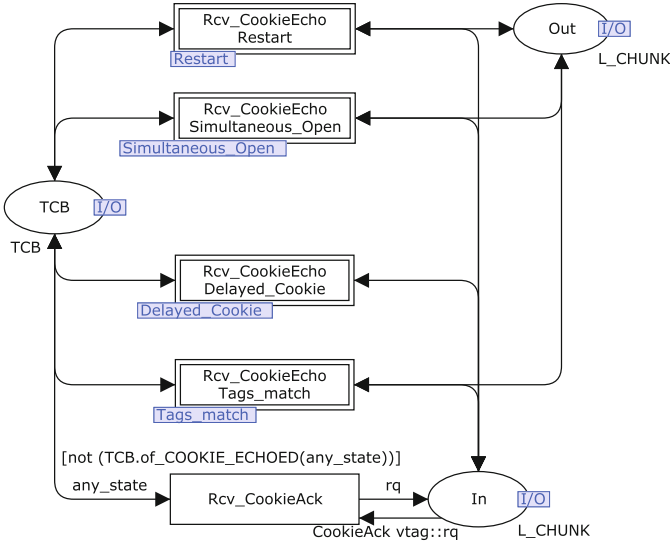 Rcv_CookieEcho
Restart
Restart
Out
I/O
L_CHUNK
Rcv_CookieEcho
Simultaneous_Open
Simultaneous_Open
TCB
I/O
TCB
Rcv_CookieEcho
Delayed_Cookie
Delayed_Cookie
Rcv_CookieEcho
Tags_match
Tags_match
[not (TCB.of_COOKIE_ECHOED(any_state))]
any_state
Rcv_CookieAck
rq
In
I/O
CookieAck vtag::rq
L_CHUNK